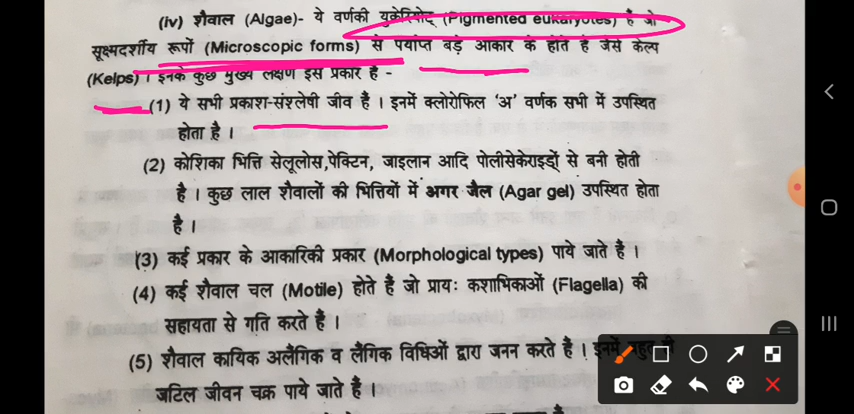 (iv) शैवाल (Algae)- ये वर्णकी युकेरियोट् (Pigmented eukaryotes) हैं जो
सूक्ष्मदर्शीय रूपों (Microscopic forms) से पर्याप्त बड़े आकार के होते हैं जैसे केल्प
(Kelps)। इनके कुछ मुख्य लक्षण इस प्रकार है -
(1) ये सभी प्रकाश-संश्लेषी जीव है। इनमें क्लोरोफिल ‘अ’ वर्णक सभी में उपस्थित
होता है।
(2) कोशिका भित्ति सेलूलोस,पेक्टिन, जाइलान आदि पोलीसेकेराइडों से बनी होती
है। कुछ लाल शैवालों की भित्तियों में अगर जैल (Agar gel) उपस्थित होता
है।
(3) कई प्रकार के आकारिकी प्रकार (Morphological types) पाये जाते है।
(4) कई शैवाल चल (Motile) होते हैं जो प्रायः कशाभिकाओं (Flagella) की
सहायता से गति करते है।
(5) शैवाल कायिक अलैंगिक व लैंगिक विधिओं द्वारा जनन करते है। इनमें
जटिल जीवन चक्र पाये जाते है।